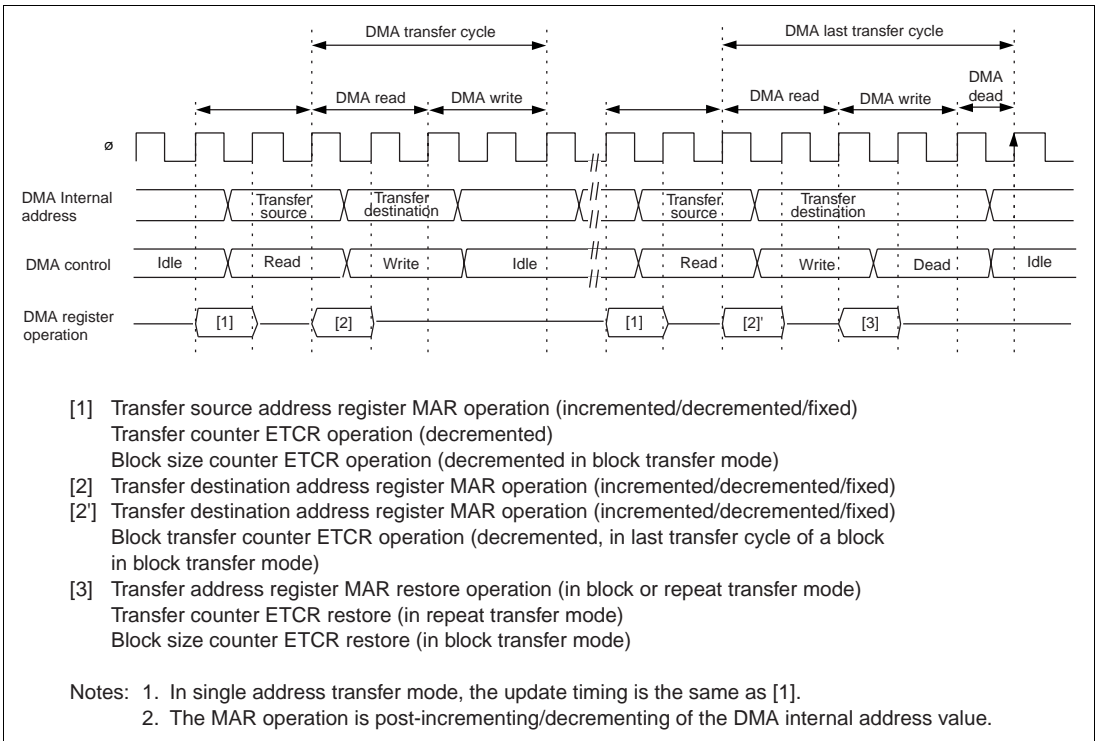 DMA transfer cycle
DMA last transfer cycle
DMA read
DMA write
DMA read
DMA write
DMA
dead
ø
DMA Internal
address
Transfer
source
Transfer
destination
Transfer
source
Transfer
destination
DMA control
Idle
Read
Write
Idle
Read
Write
Dead
Idle
DMA register
operation
[1]
[2]
[1]
[2]'
[3]
[1] Transfer source address register MAR operation (incremented/decremented/fixed)
Transfer counter ETCR operation (decremented)
Block size counter ETCR operation (decremented in block transfer mode)
[2] Transfer destination address register MAR operation (incremented/decremented/fixed)
[2'] Transfer destination address register MAR operation (incremented/decremented/fixed)
Block transfer counter ETCR operation (decremented, in last transfer cycle of a block
in block transfer mode)
[3] Transfer address register MAR restore operation (in block or repeat transfer mode)
Transfer counter ETCR restore (in repeat transfer mode)
Block size counter ETCR restore (in block transfer mode)
Notes: 1. In single address transfer mode, the update timing is the same as [1].
2. The MAR operation is post-incrementing/decrementing of the DMA internal address value.